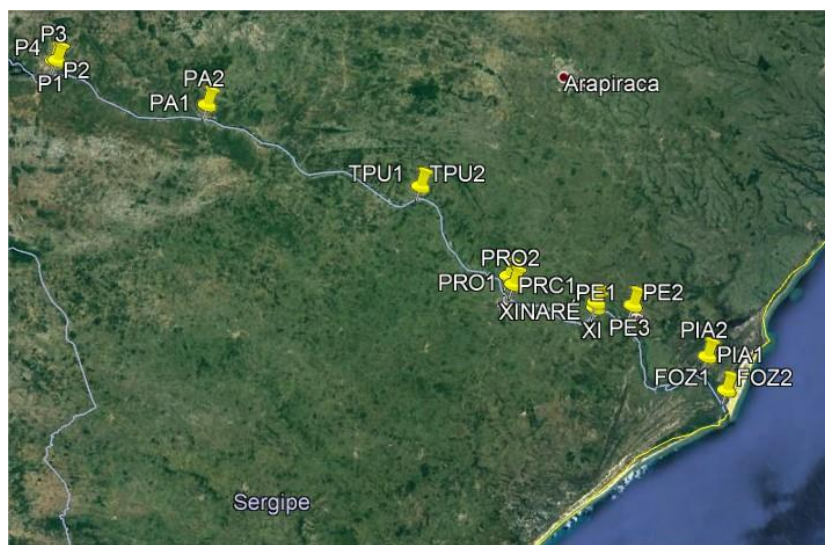 P3
P4
P2
P1
PA2
PA1
Arapiraca
TPU1 TPU2
PRO2
PRO1 PRC1
XINARÉ
PE1 PE2
XI PE3
PIA2
PIA1
FOZ1 FOZ2
Sergipe